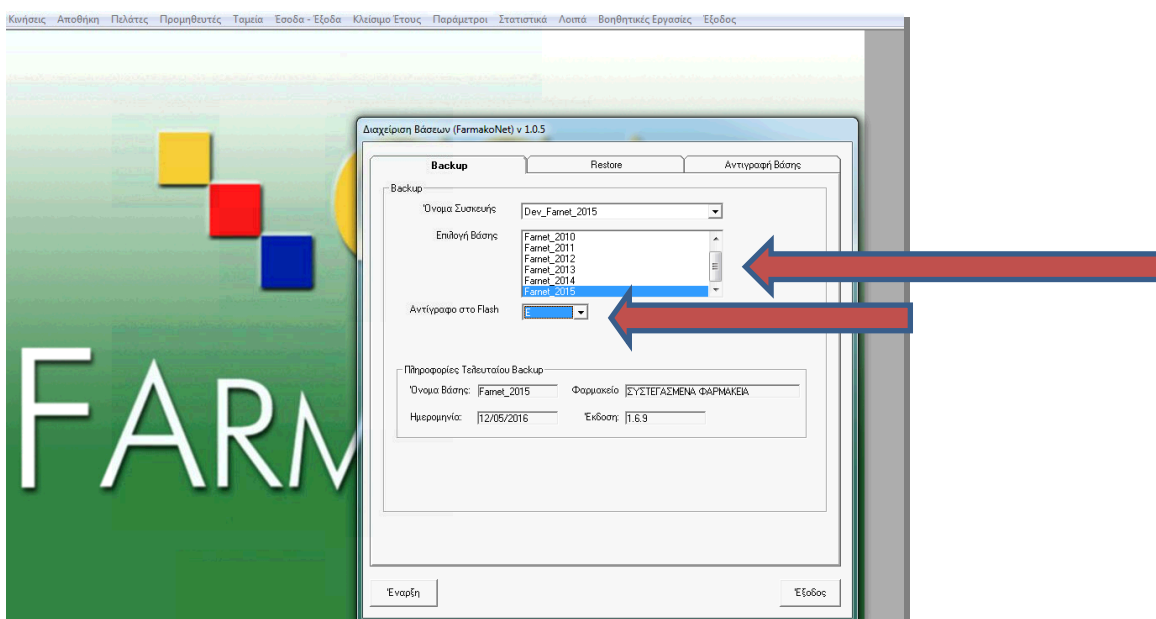 Κινήσεις Αποθήκη Πελάτες Προμηθευτές Ταμεία Έσοδα - Έξοδα Κλείσιμο Έτους Παράμετροι Στατιστικά Λοιπά Βοηθητικές Εργασίες Έξοδος
Διαχείριση Βάσεων (FarmakoNet) v 1.0.5
Backup Restore Αντιγραφή Βάσης
Backup
Όνομα Συσκευής Dev_Farnet_2015
Επιλογή Βάσης Farnet_2010
Farnet_2011
Farnet_2012
Farnet_2013
Farnet_2014
Farnet_2015
Αντίγραφο στο Flash E
FARM
Πληροφορίες Τελευταίου Backup
Όνομα Βάσης: Farnet_2015 Φαρμακείο ΣΥΣΤΕΓΑΣΜΕΝΑ ΦΑΡΜΑΚΕΙΑ
Ημερομηνία: 12/05/2016 Έκδοση: 1.6.9
Έναρξη Έξοδος